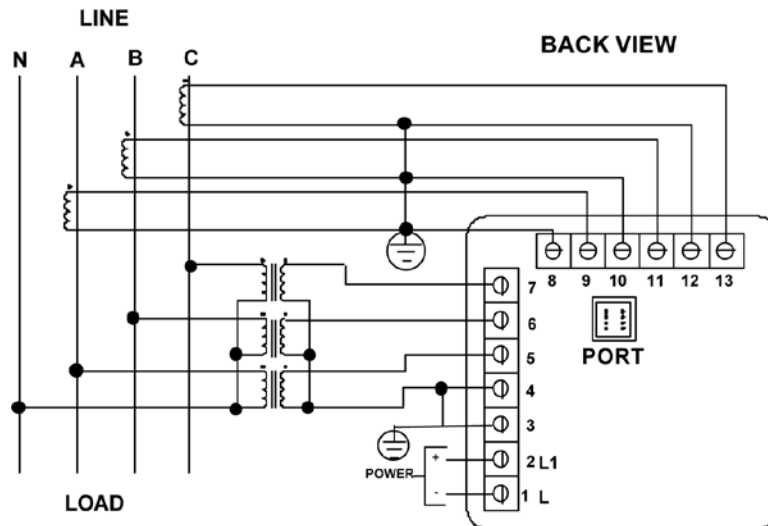 LINE
BACK VIEW
N A B C
8 9 10 11 12 13
7
PORT
6
5
4
3
POWER + 2 L1
- 1 L
LOAD